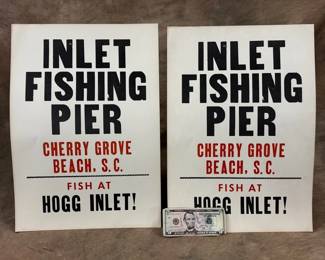 INLET
FISHING
PIER
CHERRY GROVE
BEACH, S.C.
FISH AT
HOGG INLET!
INLET
FISHING
PIER
CHERRY GROVE
BEACH, S.C.
FISH AT
HOGG INLET!